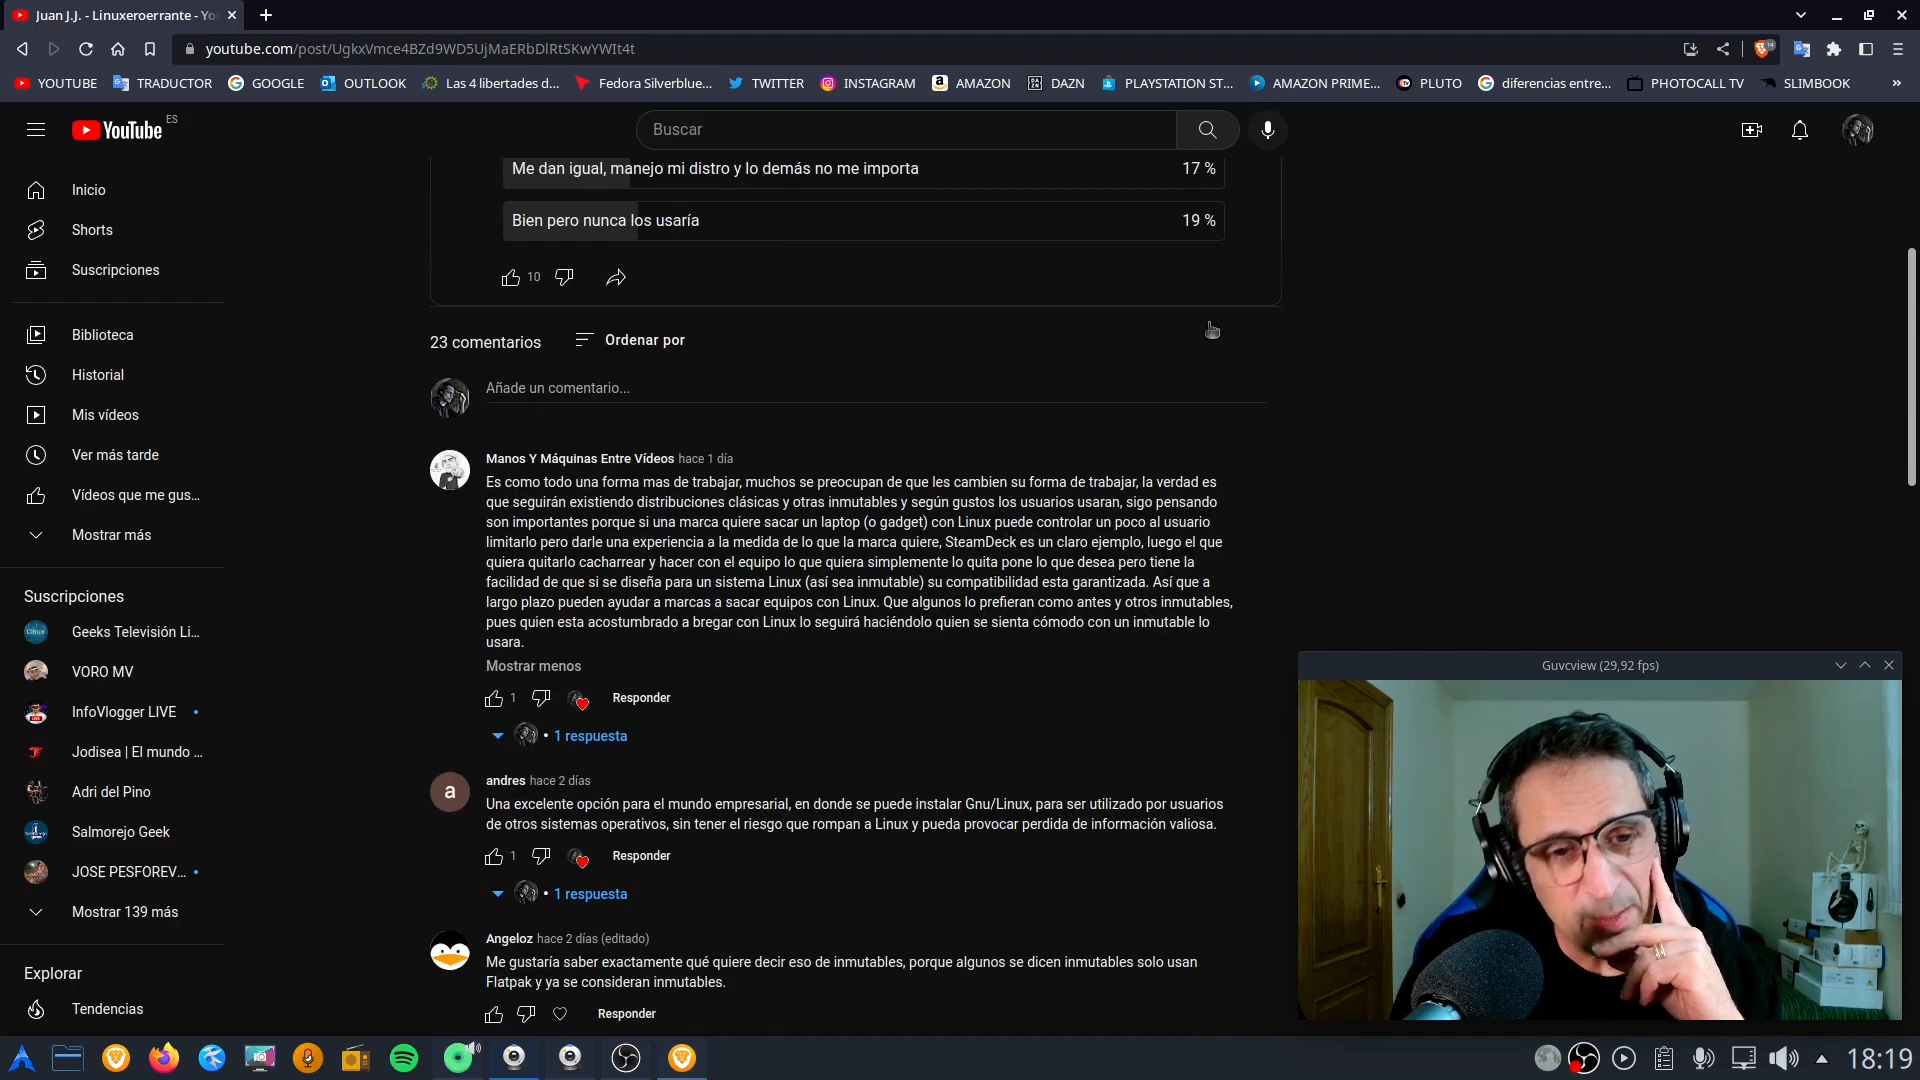 Juan J.J. - Linuxeroerrante - Yo
youtube.com/post/UgkxVmce4BZd9WD5UjMaERbDlRtSKwYWIt4t
YOUTUBE TRADUCTOR GOOGLE OUTLOOK Las 4 libertades d... Fedora Silverblue... TWITTER INSTAGRAM AMAZON DAZN PLAYSTATION ST... AMAZON PRIME... PLUTO diferencias entre... PHOTOCALL TV SLIMBOOK »
YouTube ES
Buscar
Inicio
Shorts
Suscripciones
Biblioteca
Historial
Mis vídeos
Ver más tarde
Vídeos que me gus...
Mostrar más
Suscripciones
Geeks Televisión Li...
VORO MV
InfoVlogger LIVE
Jodisea | El mundo ...
Adri del Pino
Salmorejo Geek
JOSE PESFOREV...
Mostrar 139 más
Explorar
Tendencias
Me dan igual, manejo mi distro y lo demás no me importa 17 %
Bien pero nunca los usaría 19 %
10
23 comentarios Ordenar por
Añade un comentario...
Manos Y Máquinas Entre Vídeos hace 1 día
Es como todo una forma mas de trabajar, muchos se preocupan de que les cambien su forma de trabajar, la verdad es
que seguirán existiendo distribuciones clásicas y otras inmutables y según gustos los usuarios usaran, sigo pensando
son importantes porque si una marca quiere sacar un laptop (o gadget) con Linux puede controlar un poco al usuario
limitarlo pero darle una experiencia a la medida de lo que la marca quiere, SteamDeck es un claro ejemplo, luego el que
quiera quitarlo cacharrear y hacer con el equipo lo que quiera simplemente lo quita pone lo que desea pero tiene la
facilidad de que si se diseña para un sistema Linux (así sea inmutable) su compatibilidad esta garantizada. Así que a
largo plazo pueden ayudar a marcas a sacar equipos con Linux. Que algunos lo prefieran como antes y otros inmutables,
pues quien esta acostumbrado a bregar con Linux lo seguirá haciéndolo quien se sienta cómodo con un inmutable lo
usara.
Mostrar menos
1 Responder
1 respuesta
a
andres hace 2 días
Una excelente opción para el mundo empresarial, en donde se puede instalar Gnu/Linux, para ser utilizado por usuarios
de otros sistemas operativos, sin tener el riesgo que rompan a Linux y pueda provocar perdida de información valiosa.
1 Responder
1 respuesta
Angeloz hace 2 días (editado)
Me gustaría saber exactamente qué quiere decir eso de inmutables, porque algunos se dicen inmutables solo usan
Flatpak y ya se consideran inmutables.
Responder
Guvcview (29,92 fps)
18:19